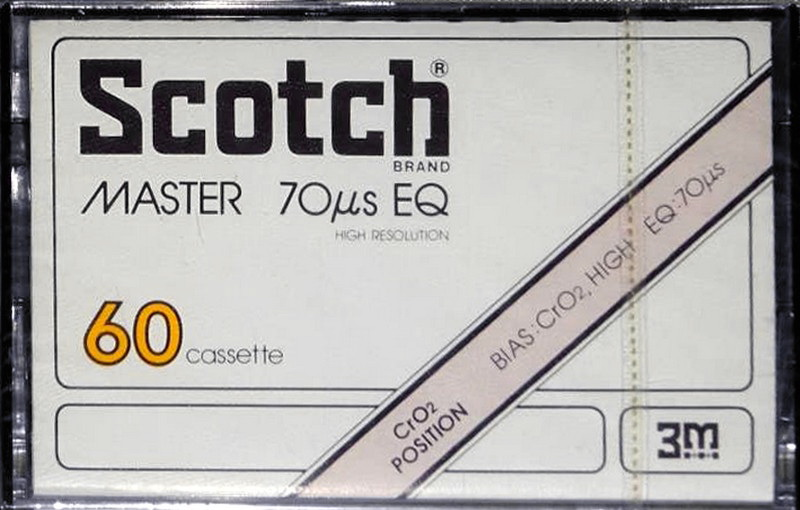 Scotch®
BRAND
MASTER 70µs EQ
HIGH RESOLUTION
60 cassette
BIAS:CrO2, HIGH EQ:70µs
CrO2
POSITION
3M